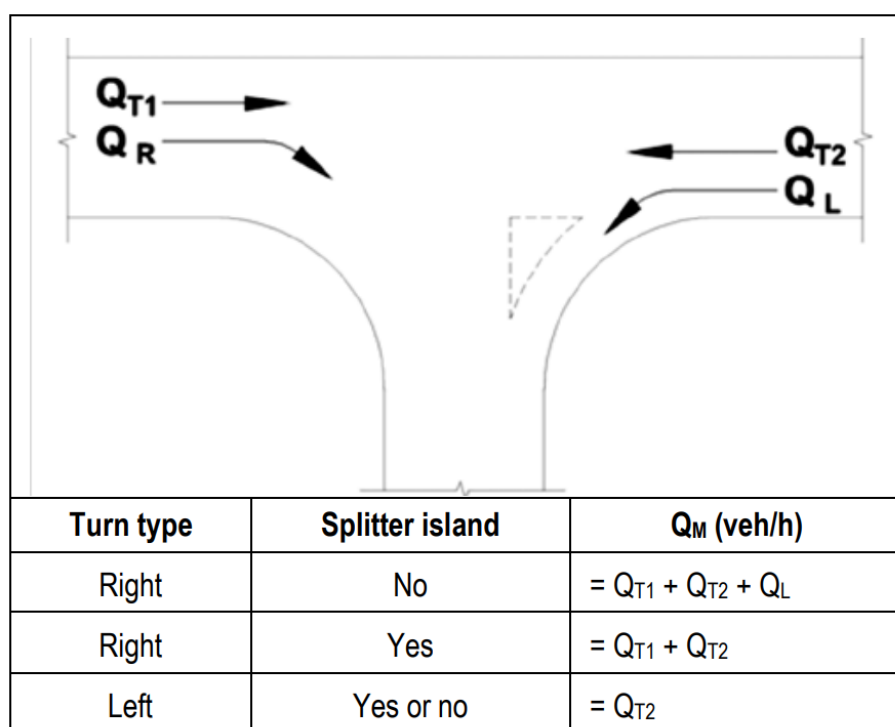 QT1
QR
QT2
QL
Turn type Splitter island QM (veh/h)
Right No = QT1 + QT2 + QL
Right Yes = QT1 + QT2
Left Yes or no = QT2